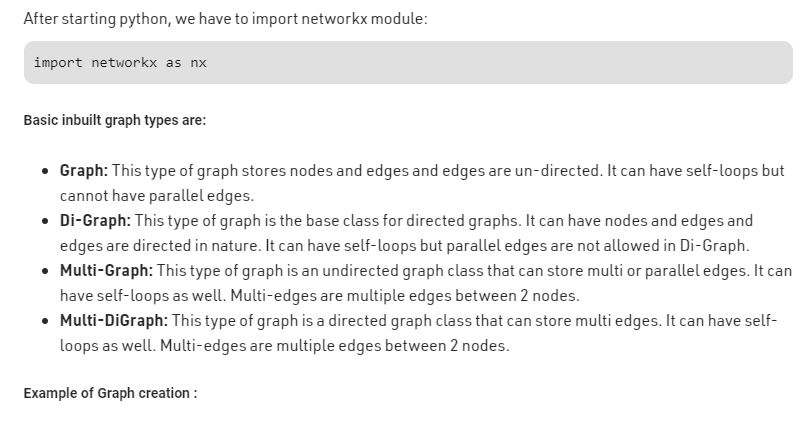 After starting python, we have to import networkx module:
import networkx as nx
Basic inbuilt graph types are:
• Graph: This type of graph stores nodes and edges and edges are un-directed. It can have self-loops but
cannot have parallel edges.
• Di-Graph: This type of graph is the base class for directed graphs. It can have nodes and edges and
edges are directed in nature. It can have self-loops but parallel edges are not allowed in Di-Graph.
• Multi-Graph: This type of graph is an undirected graph class that can store multi or parallel edges. It can
have self-loops as well. Multi-edges are multiple edges between 2 nodes.
• Multi-DiGraph: This type of graph is a directed graph class that can store multi edges. It can have self-
loops as well. Multi-edges are multiple edges between 2 nodes.
Example of Graph creation :